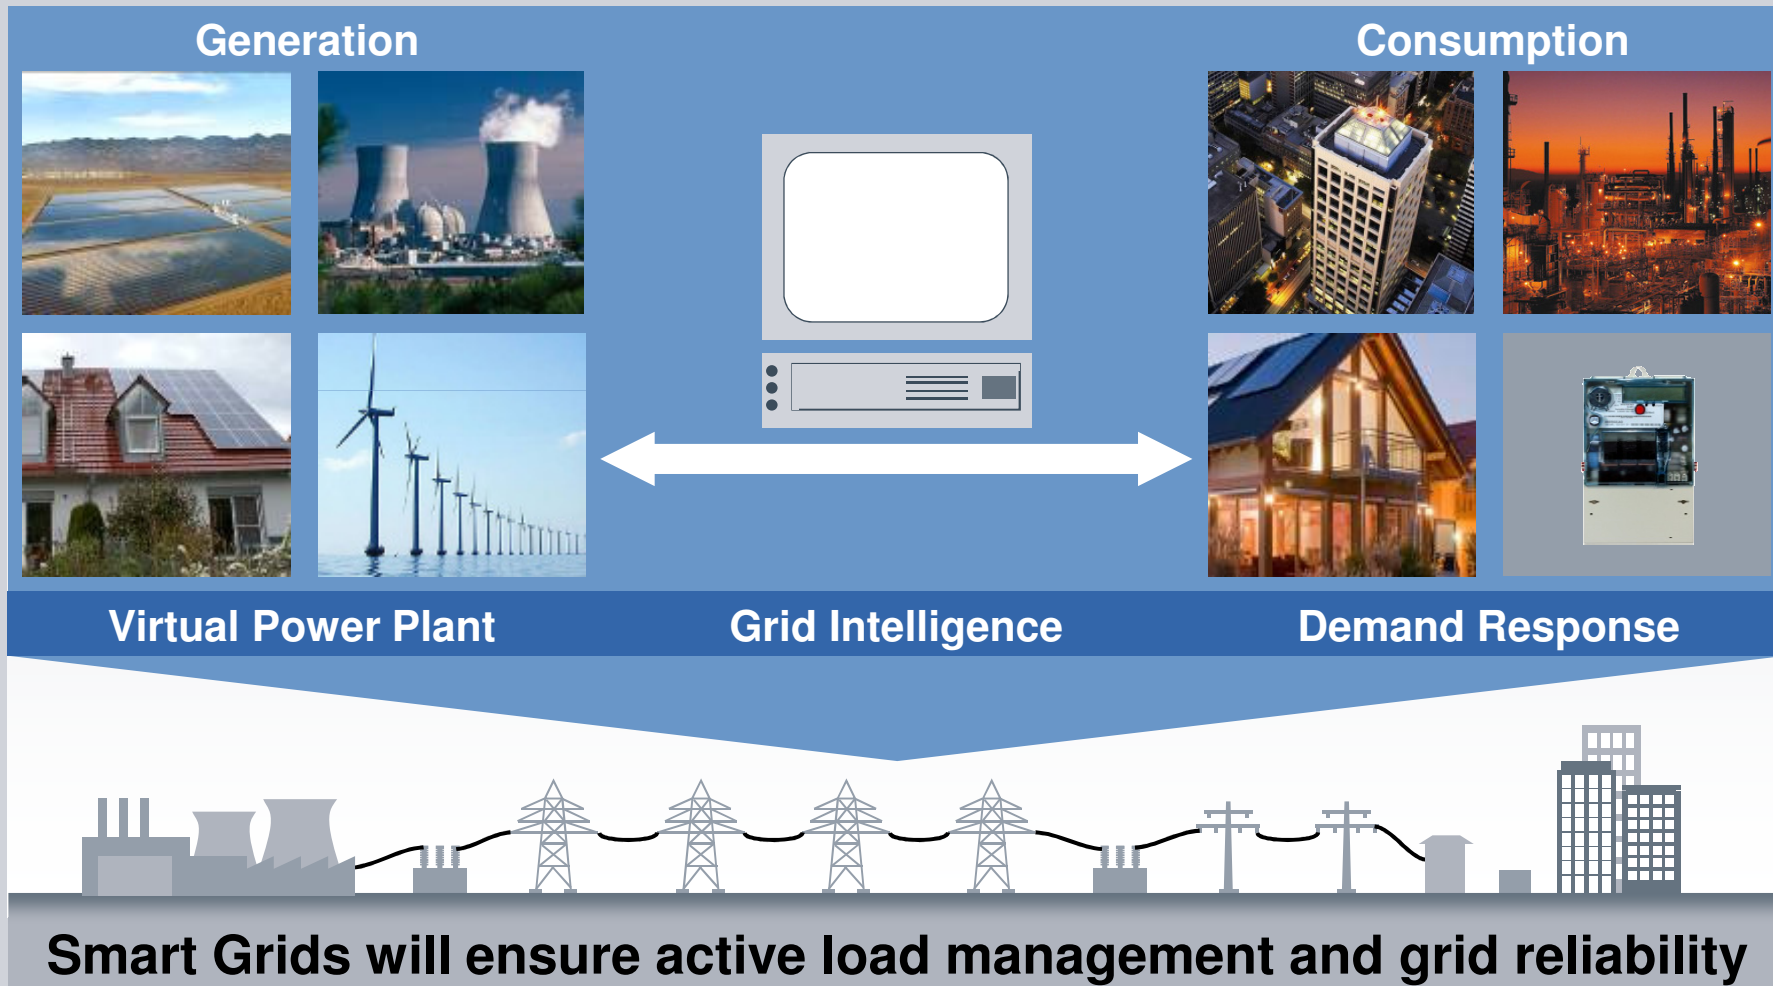 Generation
Consumption
Virtual Power Plant
Grid Intelligence
Demand Response
Smart Grids will ensure active load management and grid reliability